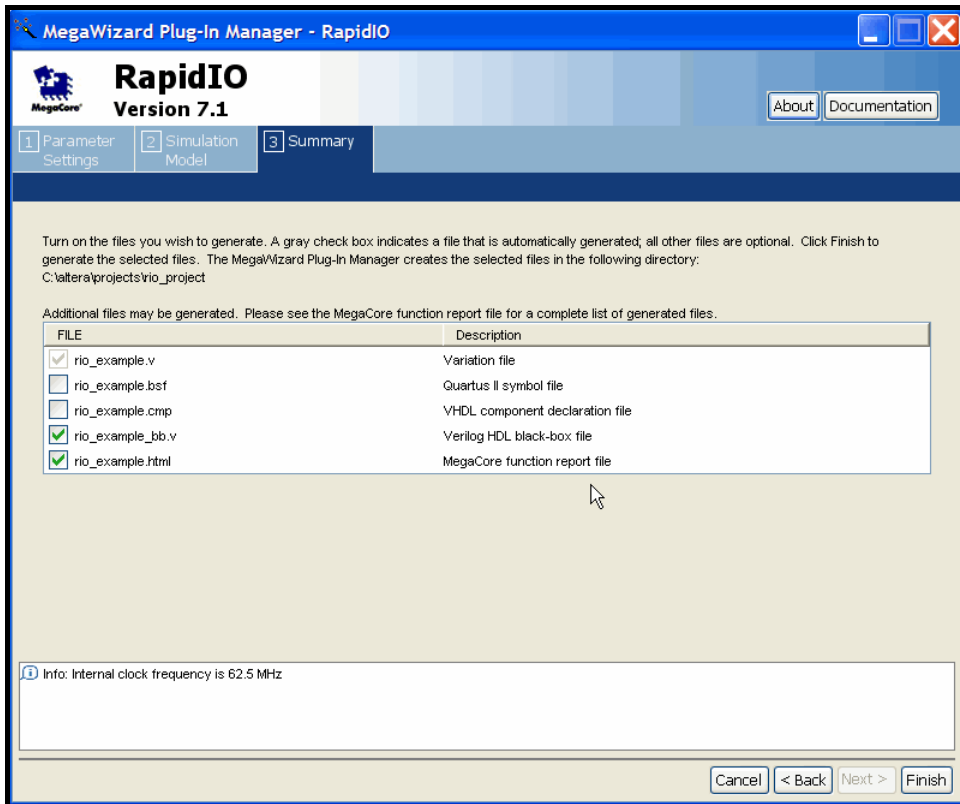 MegaWizard Plug-In Manager - RapidIO
MegaCore®
RapidIO
Version 7.1
About
Documentation
1 Parameter
Settings
2 Simulation
Model
3 Summary
Turn on the files you wish to generate. A gray check box indicates a file that is automatically generated; all other files are optional. Click Finish to
generate the selected files. The MegaWizard Plug-In Manager creates the selected files in the following directory:
C:\altera\projects\rio_project
Additional files may be generated. Please see the MegaCore function report file for a complete list of generated files.
FILE Description
rio_example.v Variation file
rio_example.bsf Quartus II symbol file
rio_example.cmp VHDL component declaration file
rio_example_bb.v Verilog HDL black-box file
rio_example.html MegaCore function report file
Info: Internal clock frequency is 62.5 MHz
Cancel < Back Next > Finish